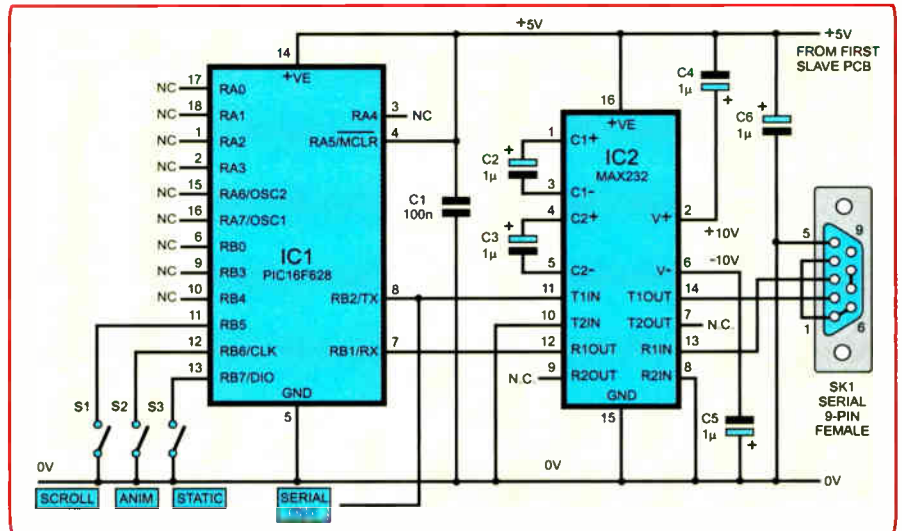 +5V
+5V
FROM FIRST
SLAVE PCB
14
+VE
NC 17 RA0
NC 18 RA1
NC 1 RA2
NC 2 RA3
NC 15 RA6/OSC2
NC 16 RA7/OSC1
NC 6 RB0
NC 9 RB3
NC 10 RB4
11 RB5
12 RB6/CLK
13 RB7/DIO
RA4 3 NC
RA5/MCLR 4
IC1
PIC16F628
RB2/TX 8
RB1/RX 7
GND
5
C1
100n
C2
1µ
C3
1µ
C4
1µ
+
C6
1µ
+
16
+VE
1 C1+
+
3 C1-
4 C2+
+
5 C2-
IC2
MAX232
V+ 2
+10V
-10V
V- 6
11 T1IN
10 T2IN
12 R1OUT
N.C. 9 R2OUT
T1OUT 14
T2OUT 7 N.C.
R1IN 13
R2IN 8
GND
15
C5
1µ
+
5
9
1
6
SK1
SERIAL
9-PIN
FEMALE
S1
S2
S3
0V
0V
0V
SCROLL
ANIM
STATIC
SERIAL